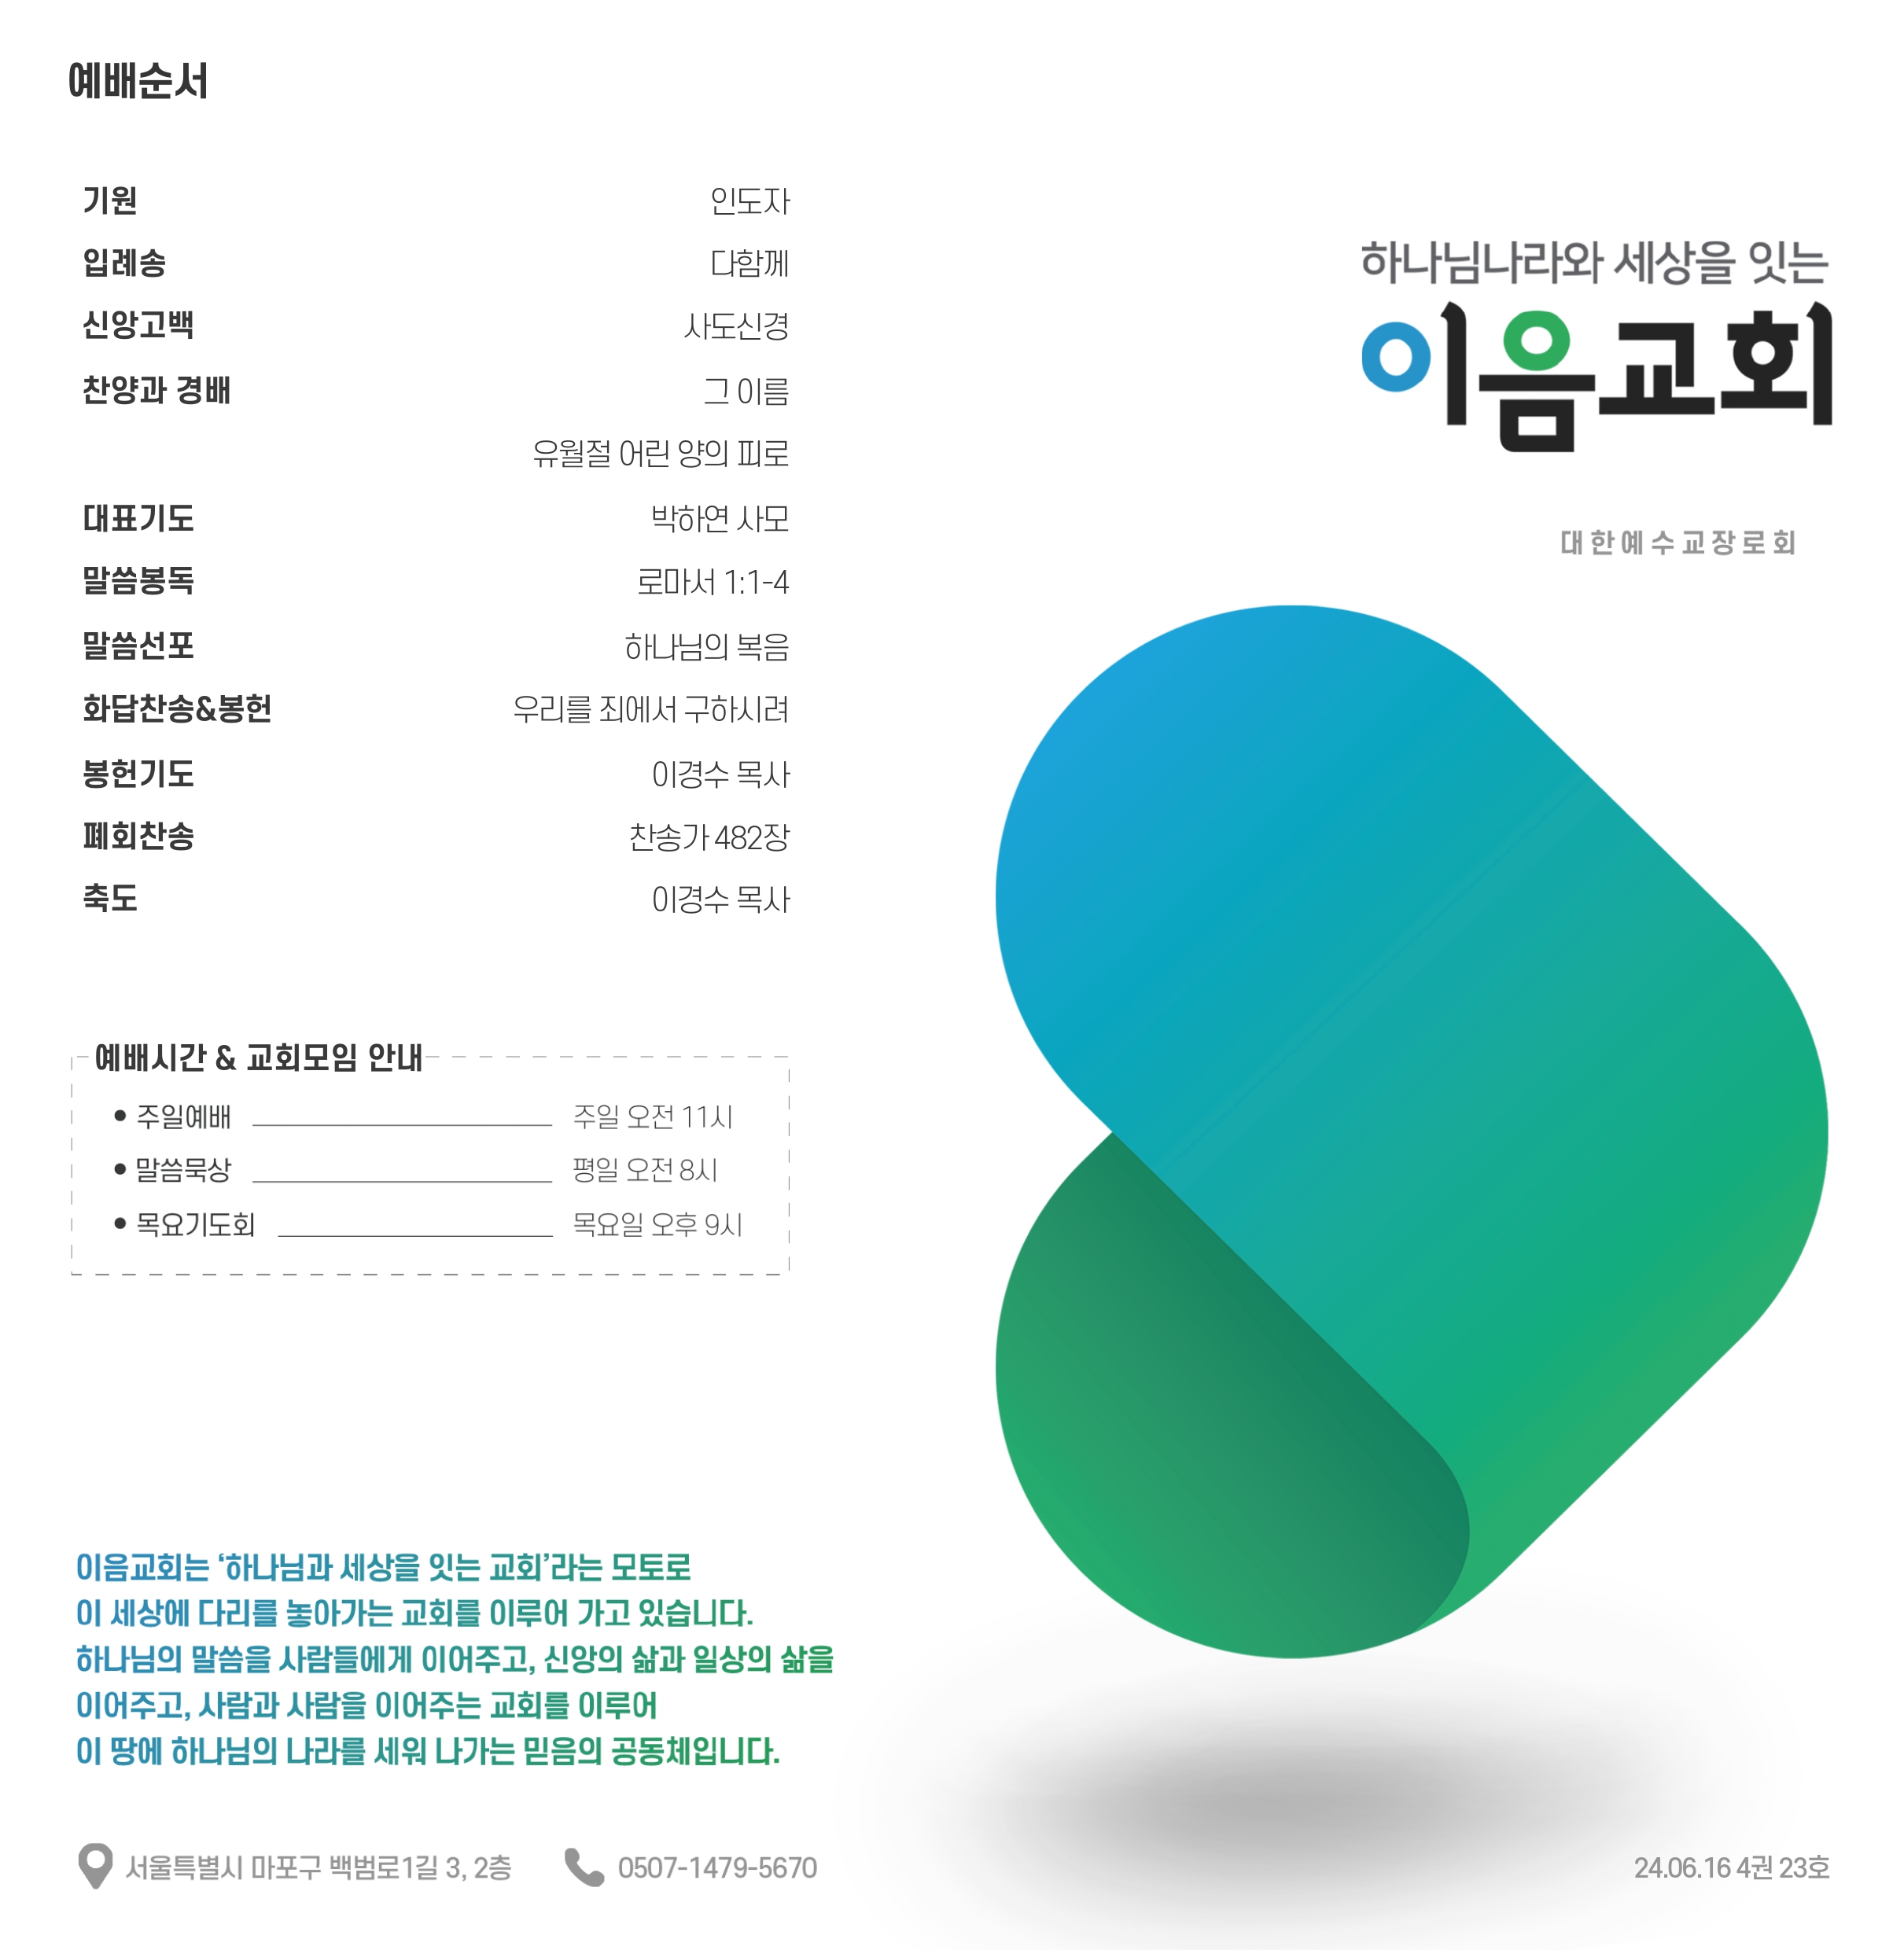 예배순서
기원 인도자
입례송 다함께
신앙고백 사도신경
찬양과 경배 그 이름
유월절 어린 양의 피로
대표기도 박하연 사모
말씀봉독 로마서 1:1-4
말씀선포 하나님의 복음
화답찬송&봉헌 우리를 죄에서 구하시려
봉헌기도 이경수 목사
폐회찬송 찬송가 482장
축도 이경수 목사
예배시간 & 교회모임 안내
• 주일예배 주일 오전 11시
• 말씀묵상 평일 오전 8시
• 목요기도회 목요일 오후 9시
이음교회는 ‘하나님과 세상을 잇는 교회’라는 모토로
이 세상에 다리를 놓아가는 교회를 이루어 가고 있습니다.
하나님의 말씀을 사람들에게 이어주고, 신앙의 삶과 일상의 삶을
이어주고, 사람과 사람을 이어주는 교회를 이루어
이 땅에 하나님의 나라를 세워 나가는 믿음의 공동체입니다.
서울특별시 마포구 백범로1길 3, 2층 0507-1479-5670
하나님나라와 세상을 잇는
이음교회
대한예수교장로회
24.06.16 4권 23호